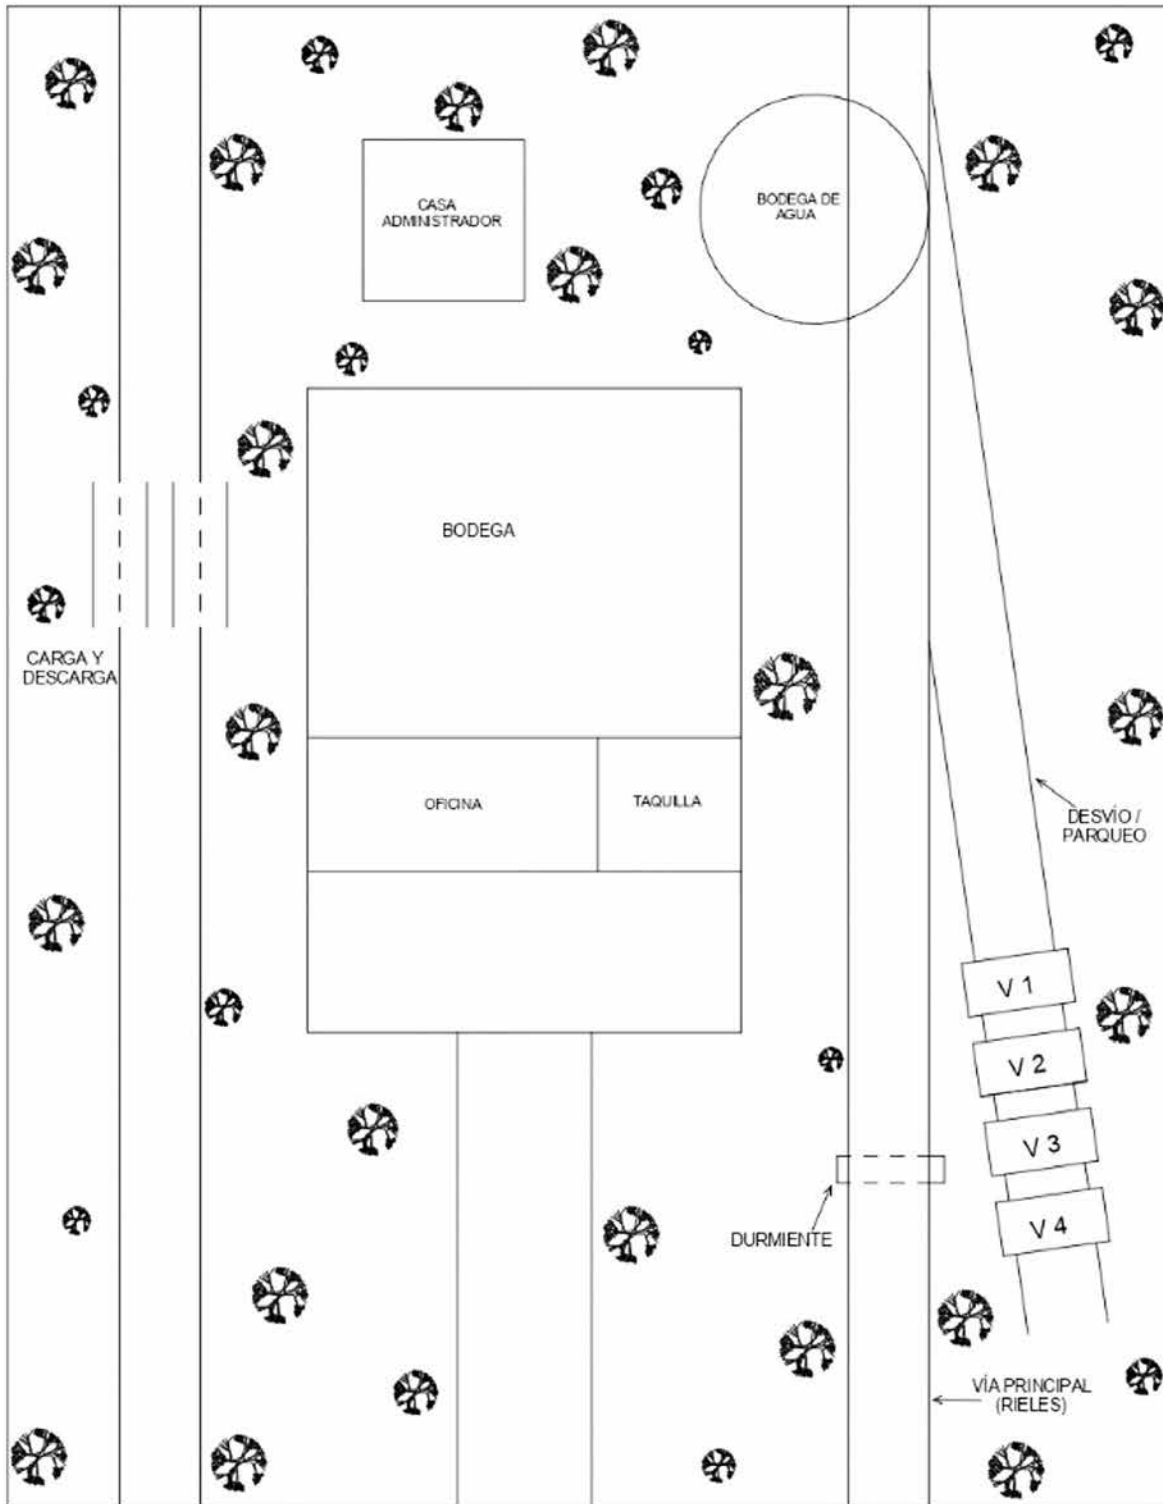 CASA
ADMINISTRADOR
BODEGA DE
AGUA
BODEGA
CARGA Y
DESCARGA
OFICINA
TAQUILLA
DESVÍO /
PARQUEO
V 1
V 2
V 3
V 4
DURMIENTE
VÍA PRINCIPAL
(RIELES)